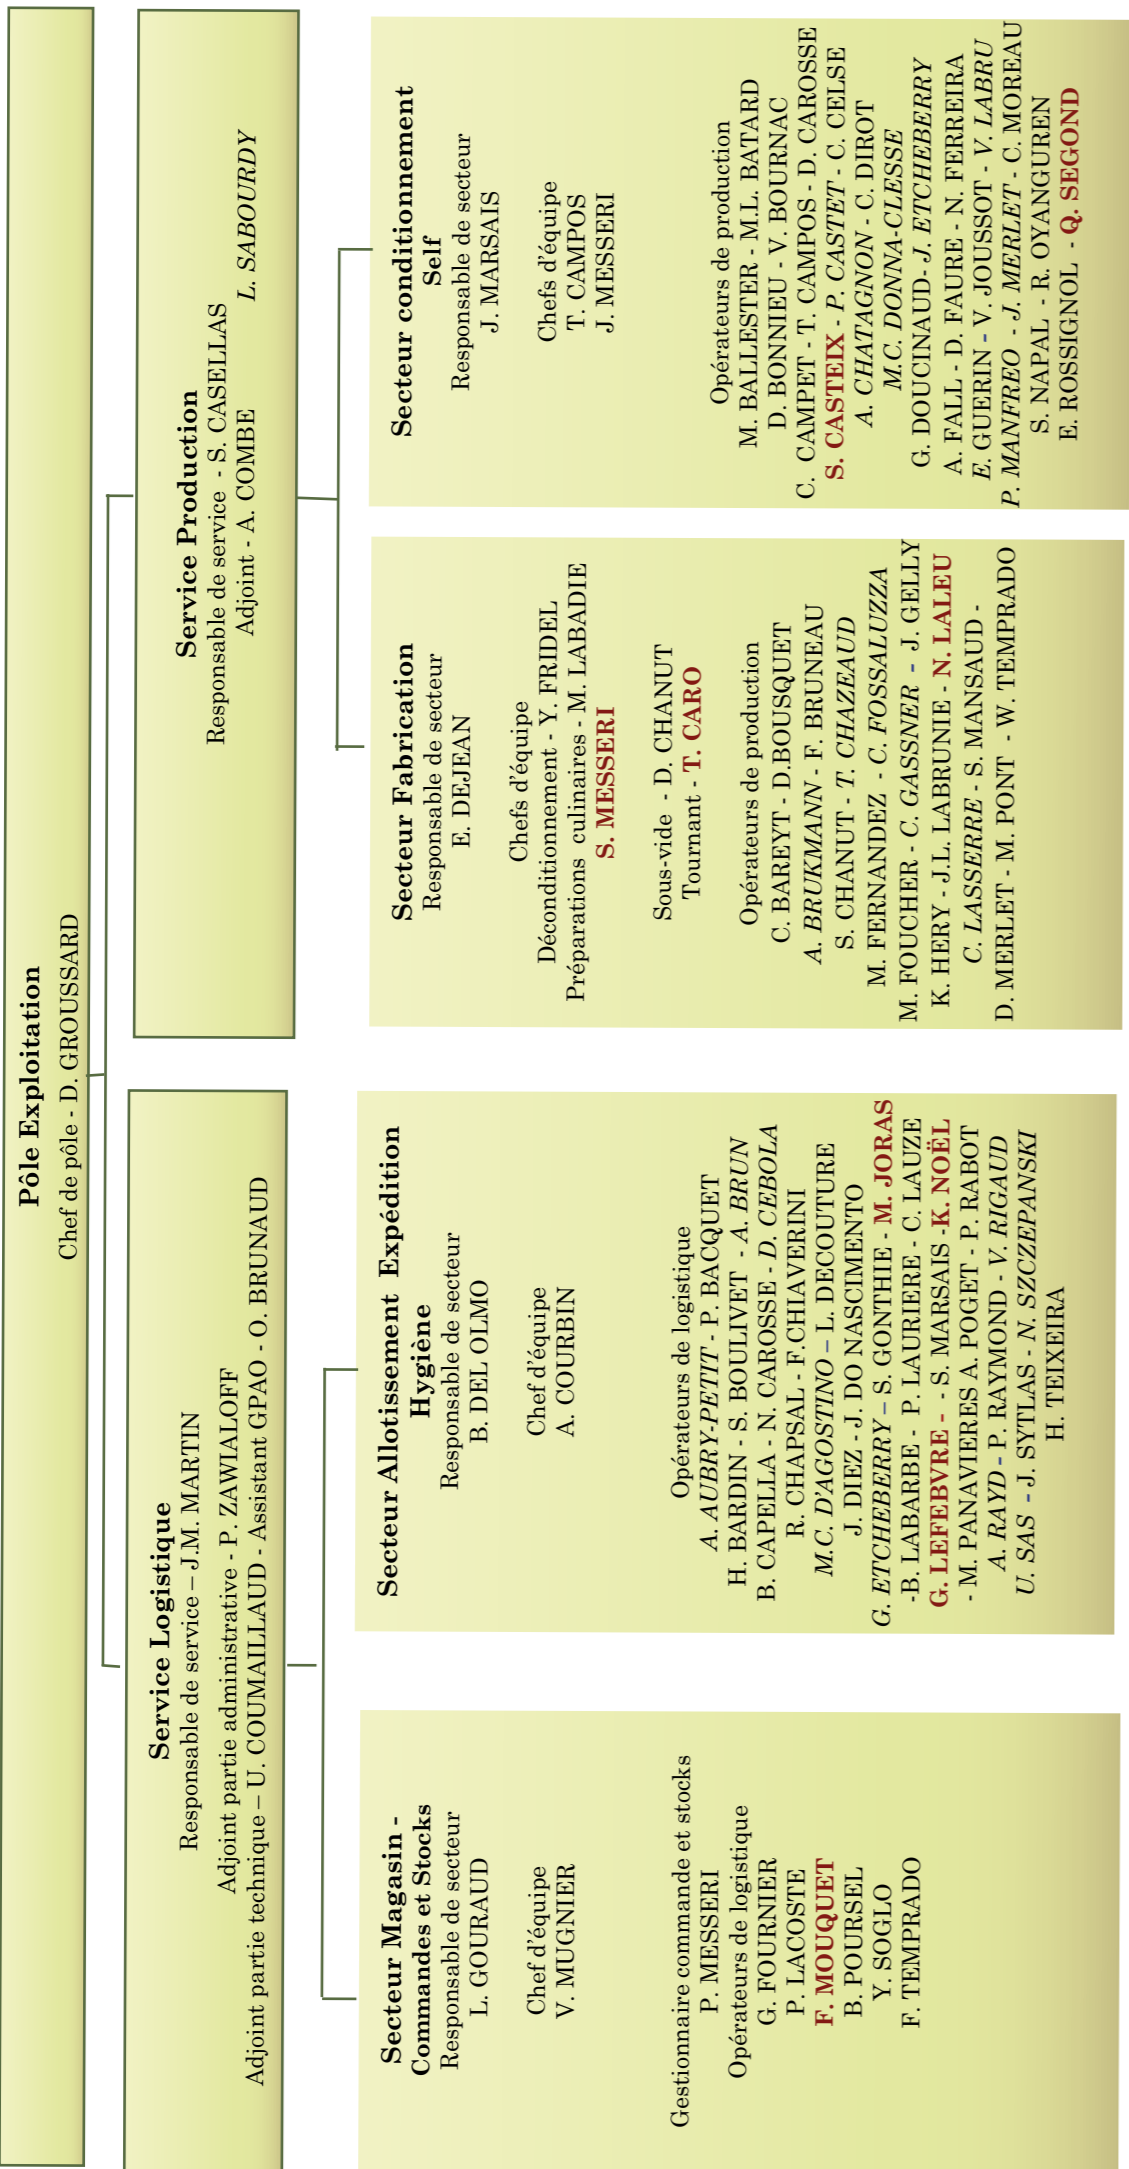 Pôle Exploitation
Chef de pôle - D. GROUSSARD
Service Logistique
Responsable de service – J.M. MARTIN
Adjoint partie administrative - P. ZAWIALOFF
Adjoint partie technique – U. COUMAILLAUD - Assistant GPAO - O. BRUNAUD
Service Production
Responsable de service - S. CASELLAS
Adjoint - A. COMBE L. SABOURDY
Secteur Magasin -
Commandes et Stocks
Responsable de secteur
L. GOURAUD
Chef d'équipe
V. MUGNIER
Gestionnaire commande et stocks
P. MESSERI
Opérateurs de logistique
G. FOURNIER
P. LACOSTE
F. MOUQUET
B. POURSEL
Y. SOGLO
F. TEMPRADO
Secteur Allotissement Expédition
Hygiène
Responsable de secteur
B. DEL OLMO
Chef d'équipe
A. COURBIN
Opérateurs de logistique
A. AUBRY-PETIT - P. BACQUET
H. BARDIN - S. BOULIVET - A. BRUN
B. CAPELLA - N. CAROSSE - D. CEBOLA
R. CHAPSAL - F.CHIAVERINI
M.C. D'AGOSTINO – L. DECOUTURE
J. DIEZ - J. DO NASCIMENTO
G. ETCHEBERRY – S. GONTHIE - M. JORAS
-B. LABARBE - P. LAURIERE - C. LAUZE
G. LEFEBVRE - - S. MARSAIS -K. NOËL
- M. PANAVIERES A. POGET - P. RABOT
A. RAYD - P. RAYMOND - V. RIGAUD
U. SAS - J. SYTLAS - N. SZCZEPANSKI
H. TEIXEIRA
Secteur Fabrication
Responsable de secteur
E. DEJEAN
Chefs d'équipe
Déconditionnement - Y. FRIDEL
Préparations culinaires - M. LABADIE
S. MESSERI
Sous-vide - D. CHANUT
Tournant - T. CARO
Opérateurs de production
C. BAREYT - D.BOUSQUET
A. BRUKMANN - F. BRUNEAU
S. CHANUT - T. CHAZEAUD
M. FERNANDEZ - C. FOSSALUZZA
M. FOUCHER - C. GASSNER - J. GELLY
K. HERY - J.L. LABRUNIE - N. LALEU
C. LASSERRE - S. MANSAUD -
D. MERLET - M. PONT - W. TEMPRADO
Secteur conditionnement
Self
Responsable de secteur
J. MARSAIS
Chefs d'équipe
T. CAMPOS
J. MESSERI
Opérateurs de production
M. BALLESTER - M.L. BATARD
D. BONNIEU - V. BOURNAC
C. CAMPET - T. CAMPOS - D. CAROSSE
S. CASTEIX - P. CASTET - C. CELSE
A. CHATAGNON - C. DIROT
M.C. DONNA-CLESSE
G. DOUCINAUD- J. ETCHEBERRY
A. FALL - D. FAURE - N. FERREIRA
E. GUERIN – V. JOUSSOT - V. LABRU
P. MANFREO - J. MERLET - C. MOREAU
S. NAPAL - R. OYANGUREN
E. ROSSIGNOL - Q. SEGOND